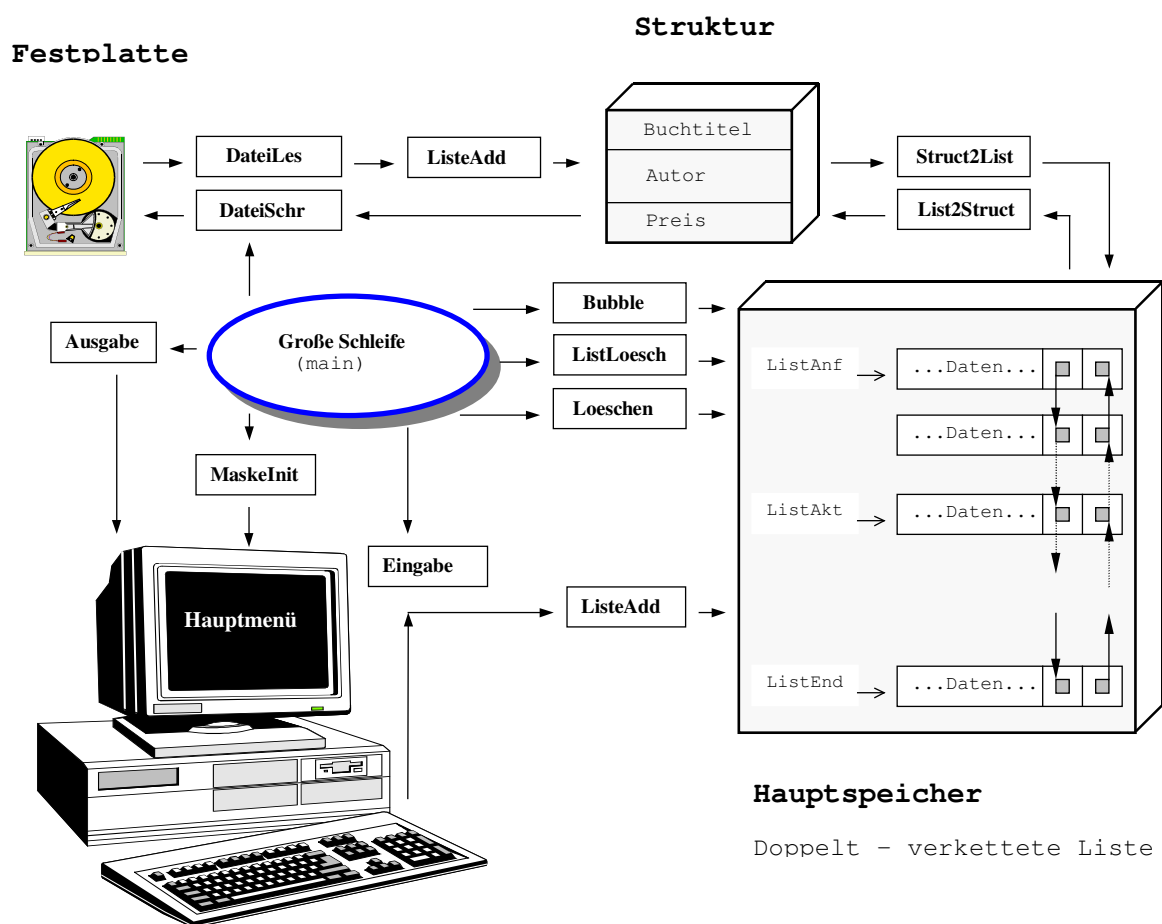 Struktur
Festplatte
Buchtitel
DateiLes
ListeAdd
Struct2List
Autor
DateiSchr
List2Struct
Preis
Bubble
Ausgabe
Große Schleife
(main)
ListLoesch
ListAnf
...Daten...
Loeschen
...Daten...
MaskeInit
ListAkt
...Daten...
Eingabe
Hauptmenü
ListeAdd
ListEnd
...Daten...
Hauptspeicher
Doppelt – verkettete Liste